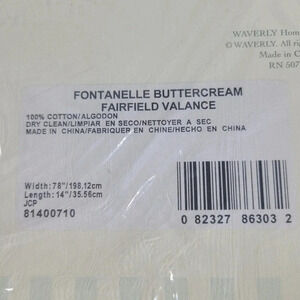 WAVERLY Hom
© WAVERLY. All r
Made in C
RN 507
FONTANELLE BUTTERCREAM
FAIRFIELD VALANCE
100% COTTON/ALGODON
DRY CLEAN/LIMPIAR EN SECO/NETTOYER A SEC
MADE IN CHINA/FABRIQUER EN CHINE/HECHO EN CHINA
Width: 78"/198.12cm
Length: 14"/35.56cm
JCP
81400710
0 82327 86303 2